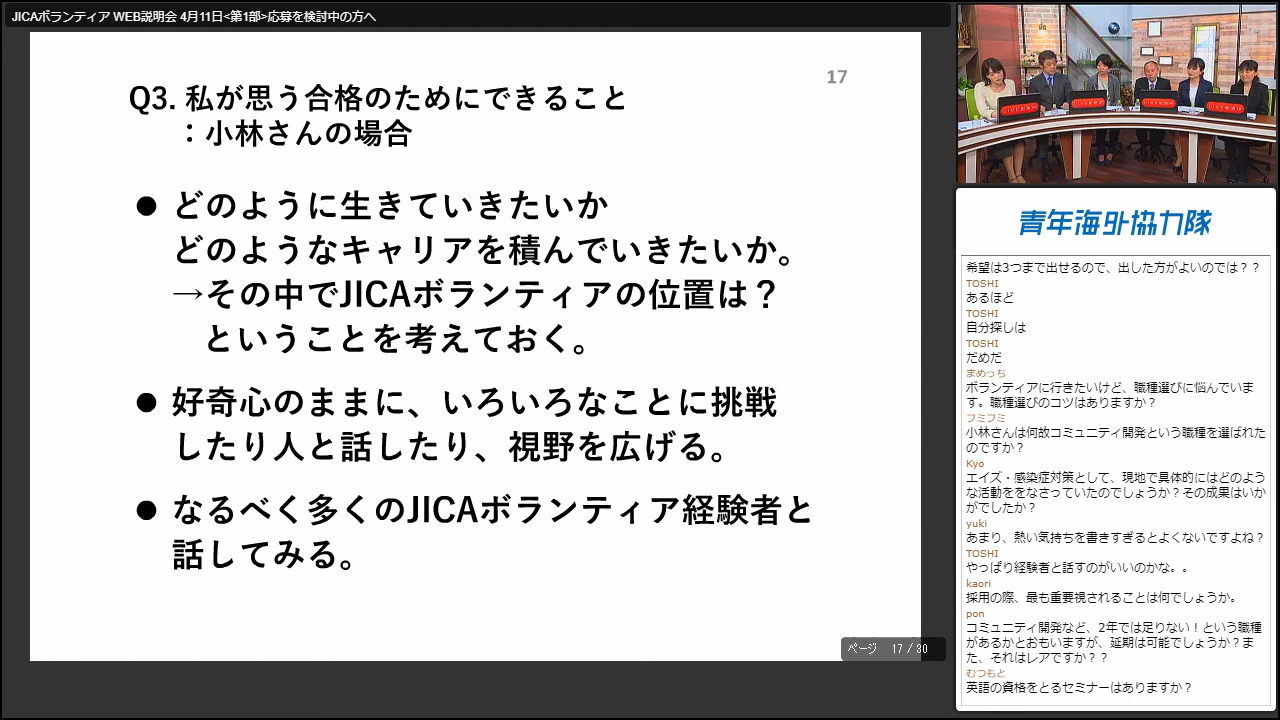 JICAボランティア WEB説明会 4月11日<第1部>応募を検討中の方へ
17
Q3. 私が思う合格のためにできること
：小林さんの場合
● どのように生きていきたいか
どのようなキャリアを積んでいきたいか。
→その中でJICAボランティアの位置は？
ということを考えておく。
● 好奇心のままに、いろいろなことに挑戦
したり人と話したり、視野を広げる。
● なるべく多くのJICAボランティア経験者と
話してみる。
ページ 17 / 30
青年海外協力隊
希望は3つまで出せるので、出した方がよいのでは？？
TOSHI
あるほど
TOSHI
自分探しは
TOSHI
だめだ
まめっち
ボランティアに行きたいけど、職種選びに悩んでいま
す。職種選びのコツはありますか？
フミフミ
小林さんは何故コミュニティ開発という職種を選ばれた
のですか？
Kyo
エイズ・感染症対策として、現地で具体的にはどのよう
な活動ををなさっていたのでしょうか？その成果はいか
がでしたか？
yuki
あまり、熱い気持ちを書きすぎるとよくないですよね？
TOSHI
やっぱり経験者と話すのがいいのかな。。
kaori
採用の際、最も重要視されることは何でしょうか。
pon
コミュニティ開発など、2年では足りない！という職種
があるかとおもいますが、延期は可能でしょうか？ま
た、それはレアですか？？
むつもと
英語の資格をとるセミナーはありますか？